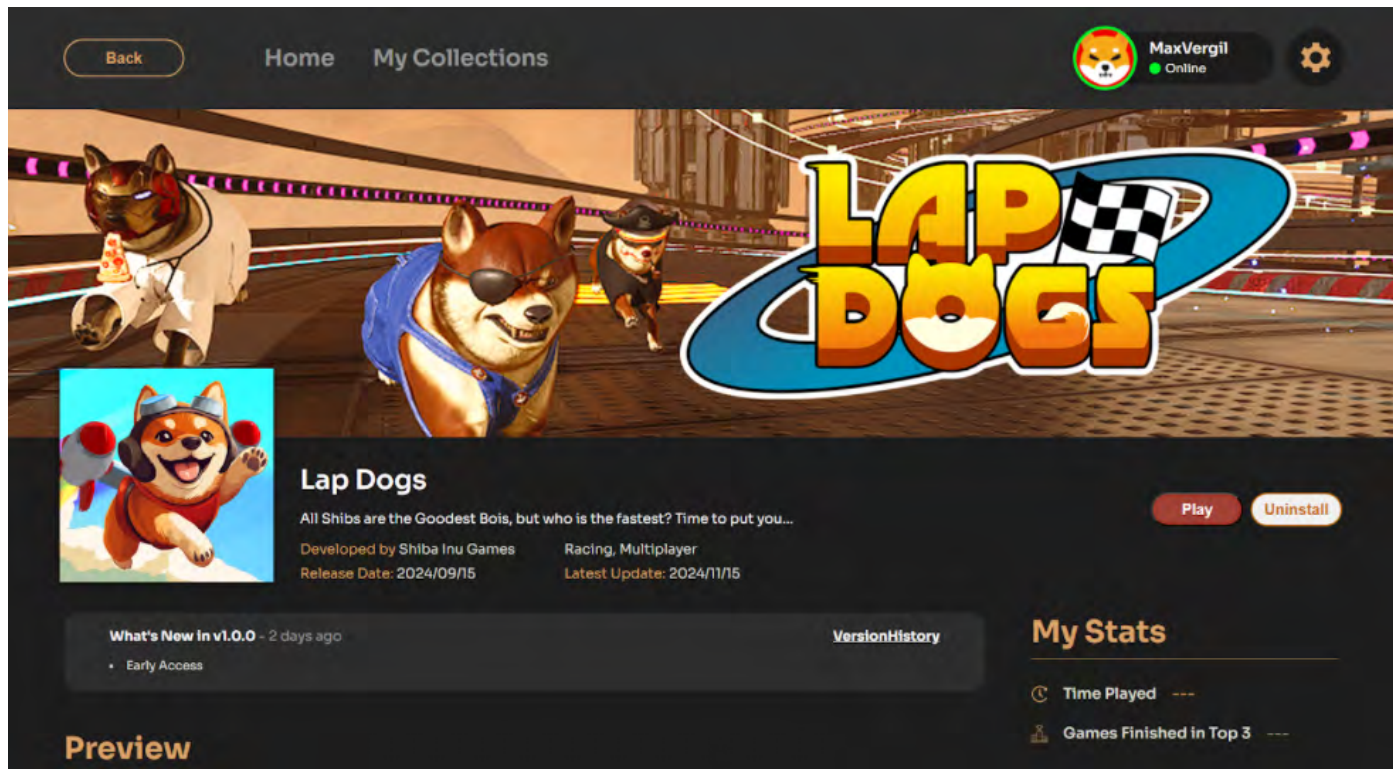 Back
Home
My Collections
MaxVergil
Online
LAP
DOGS
Lap Dogs
All Shibs are the Goodest Bois, but who is the fastest? Time to put you...
Developed by Shiba Inu Games
Racing, Multiplayer
Release Date: 2024/09/15
Latest Update: 2024/11/15
Play
Uninstall
What's New in v1.0.0 - 2 days ago
VersionHistory
• Early Access
My Stats
Time Played ---
Games Finished in Top 3 ---
Preview